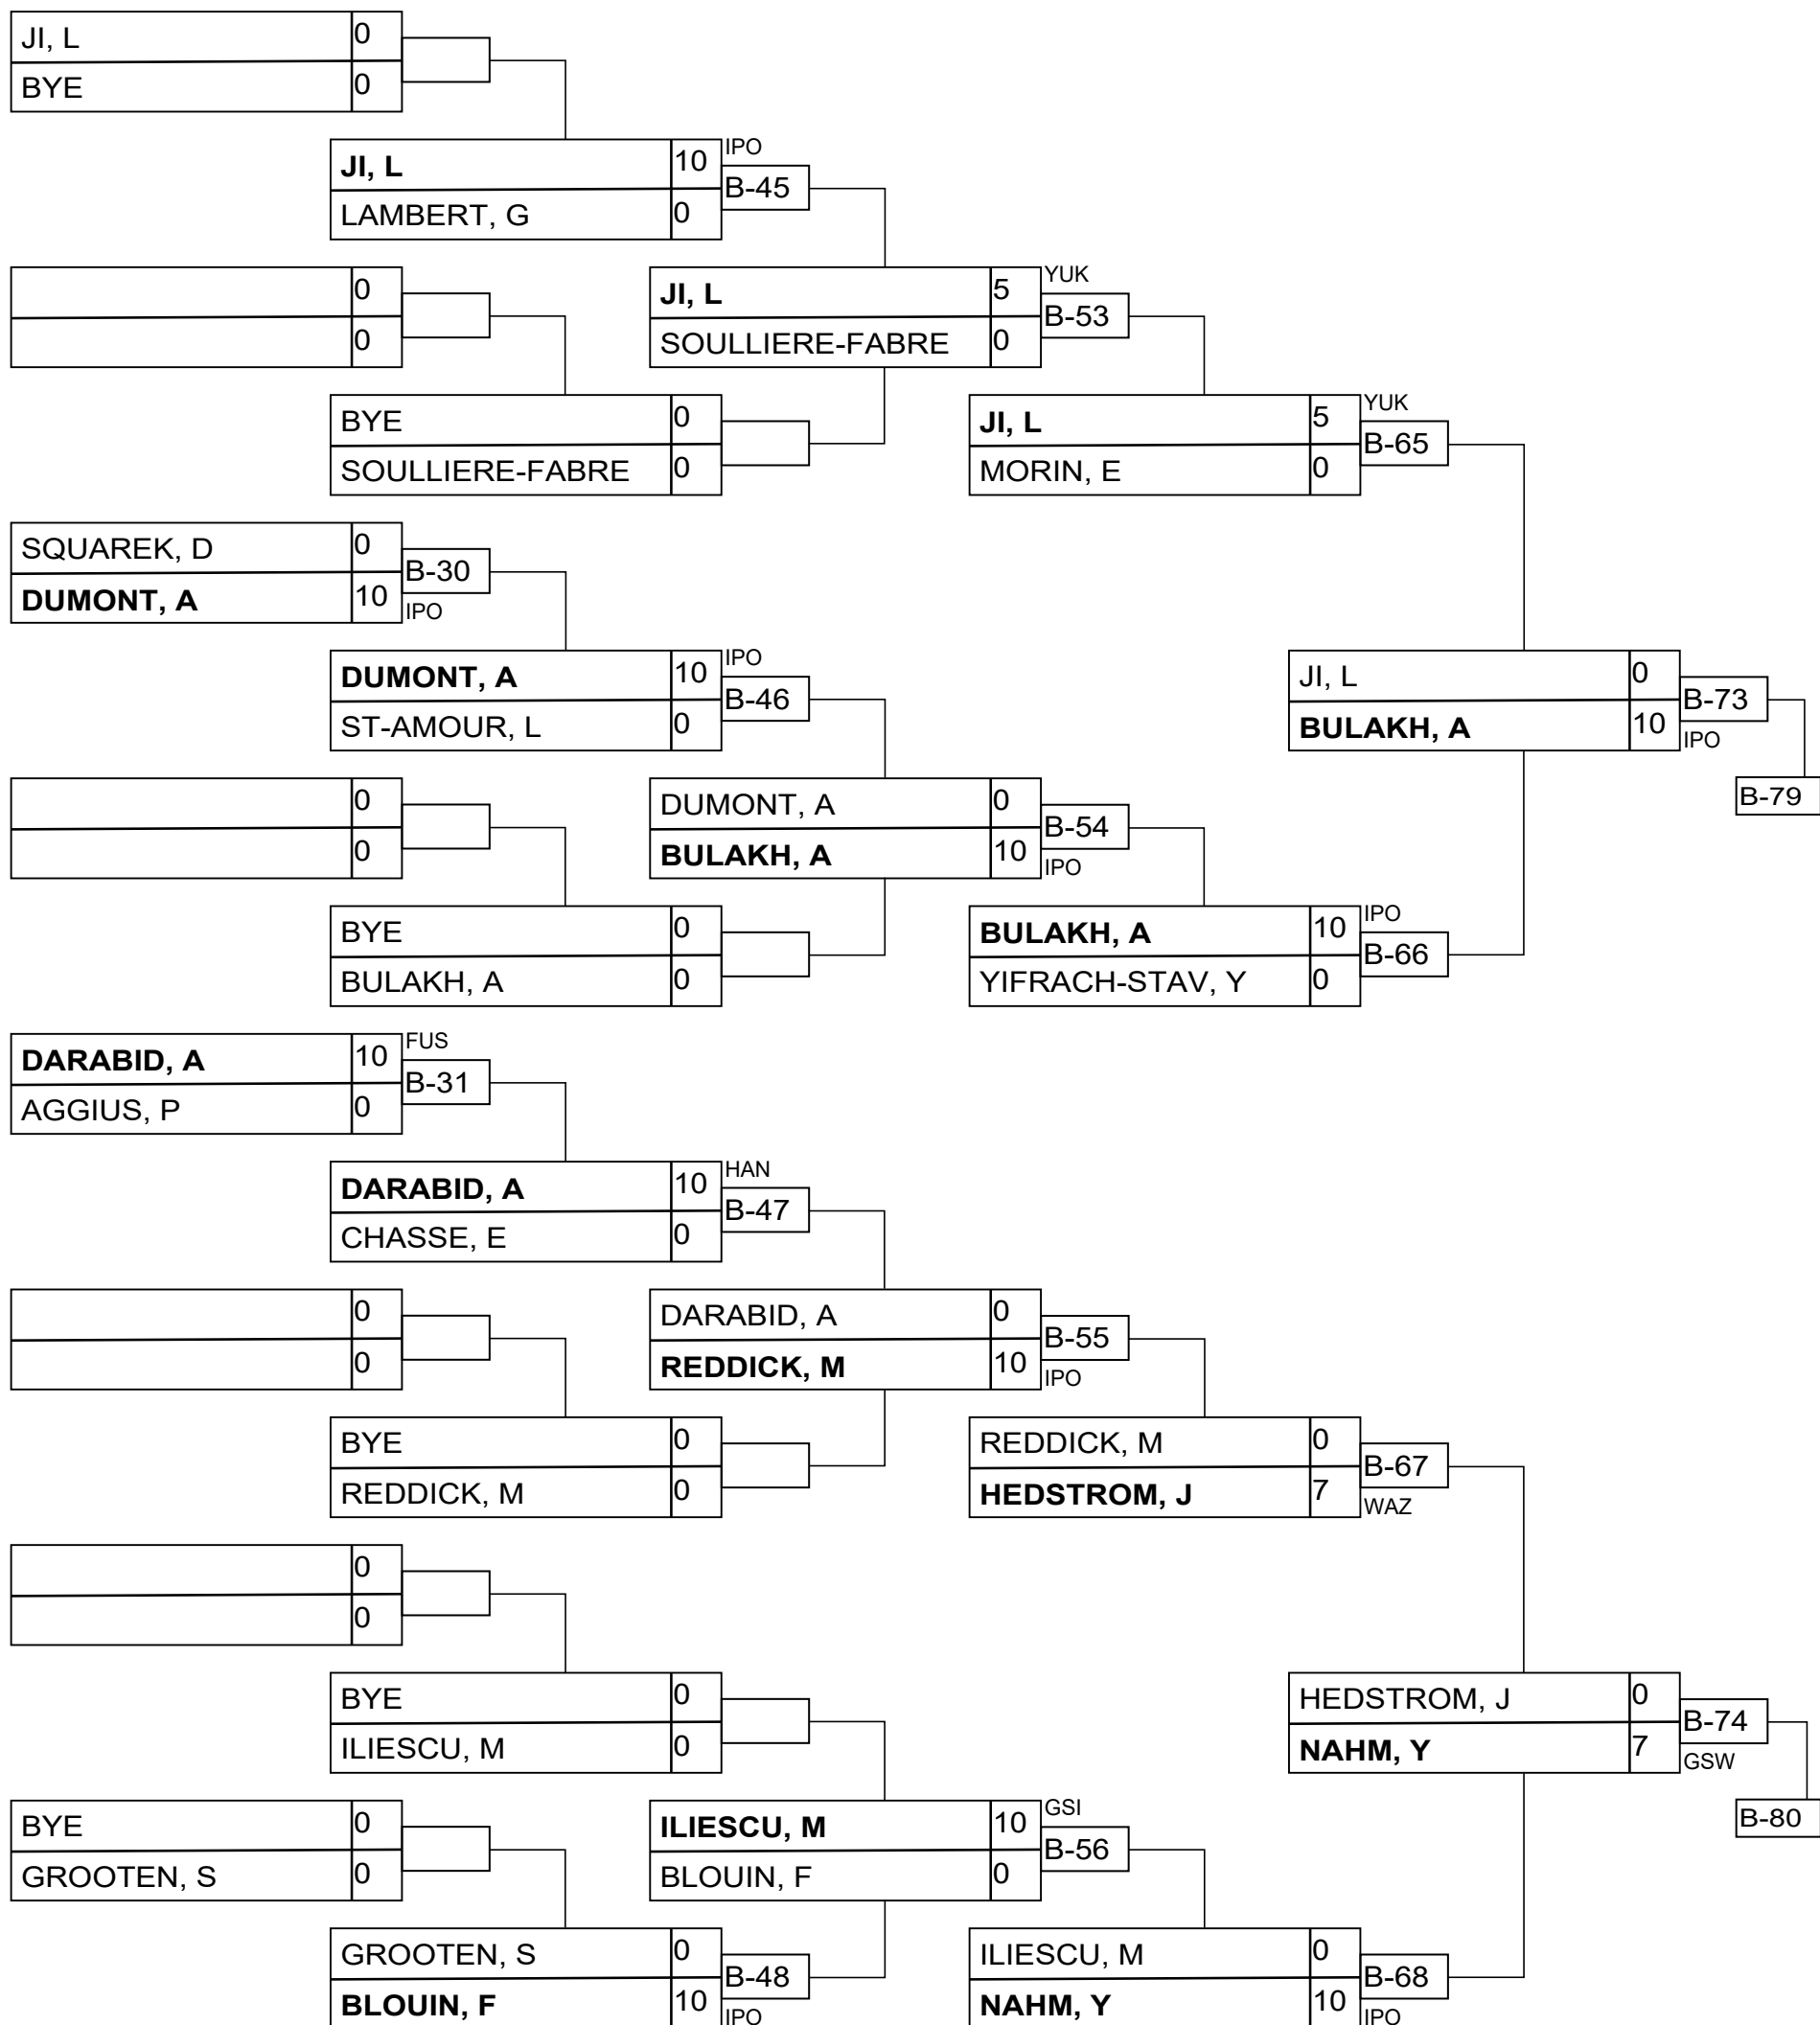 JI, L 0
BYE 0
JI, L 10 IPO
B-45
LAMBERT, G 0
0
0
JI, L 5 YUK
B-53
SOULLIERE-FABRE 0
BYE 0
SOULLIERE-FABRE 0
JI, L 5 YUK
B-65
MORIN, E 0
SQUAREK, D 0
B-30
DUMONT, A 10 IPO
DUMONT, A 10 IPO
B-46
ST-AMOUR, L 0
JI, L 0
B-73
BULAKH, A 10 IPO
0
0
DUMONT, A 0
B-54
BULAKH, A 10 IPO
B-79
BYE 0
BULAKH, A 0
BULAKH, A 10 IPO
B-66
YIFRACH-STAV, Y 0
DARABID, A 10 FUS
B-31
AGGIUS, P 0
DARABID, A 10 HAN
B-47
CHASSE, E 0
0
0
DARABID, A 0
B-55
REDDICK, M 10 IPO
BYE 0
REDDICK, M 0
REDDICK, M 0
B-67
HEDSTROM, J 7 WAZ
0
0
BYE 0
ILIESCU, M 0
HEDSTROM, J 0
B-74
NAHM, Y 7 GSW
BYE 0
GROOTEN, S 0
ILIESCU, M 10 GSI
B-56
BLOUIN, F 0
B-80
GROOTEN, S 0
B-48
BLOUIN, F 10 IPO
ILIESCU, M 0
B-68
NAHM, Y 10 IPO